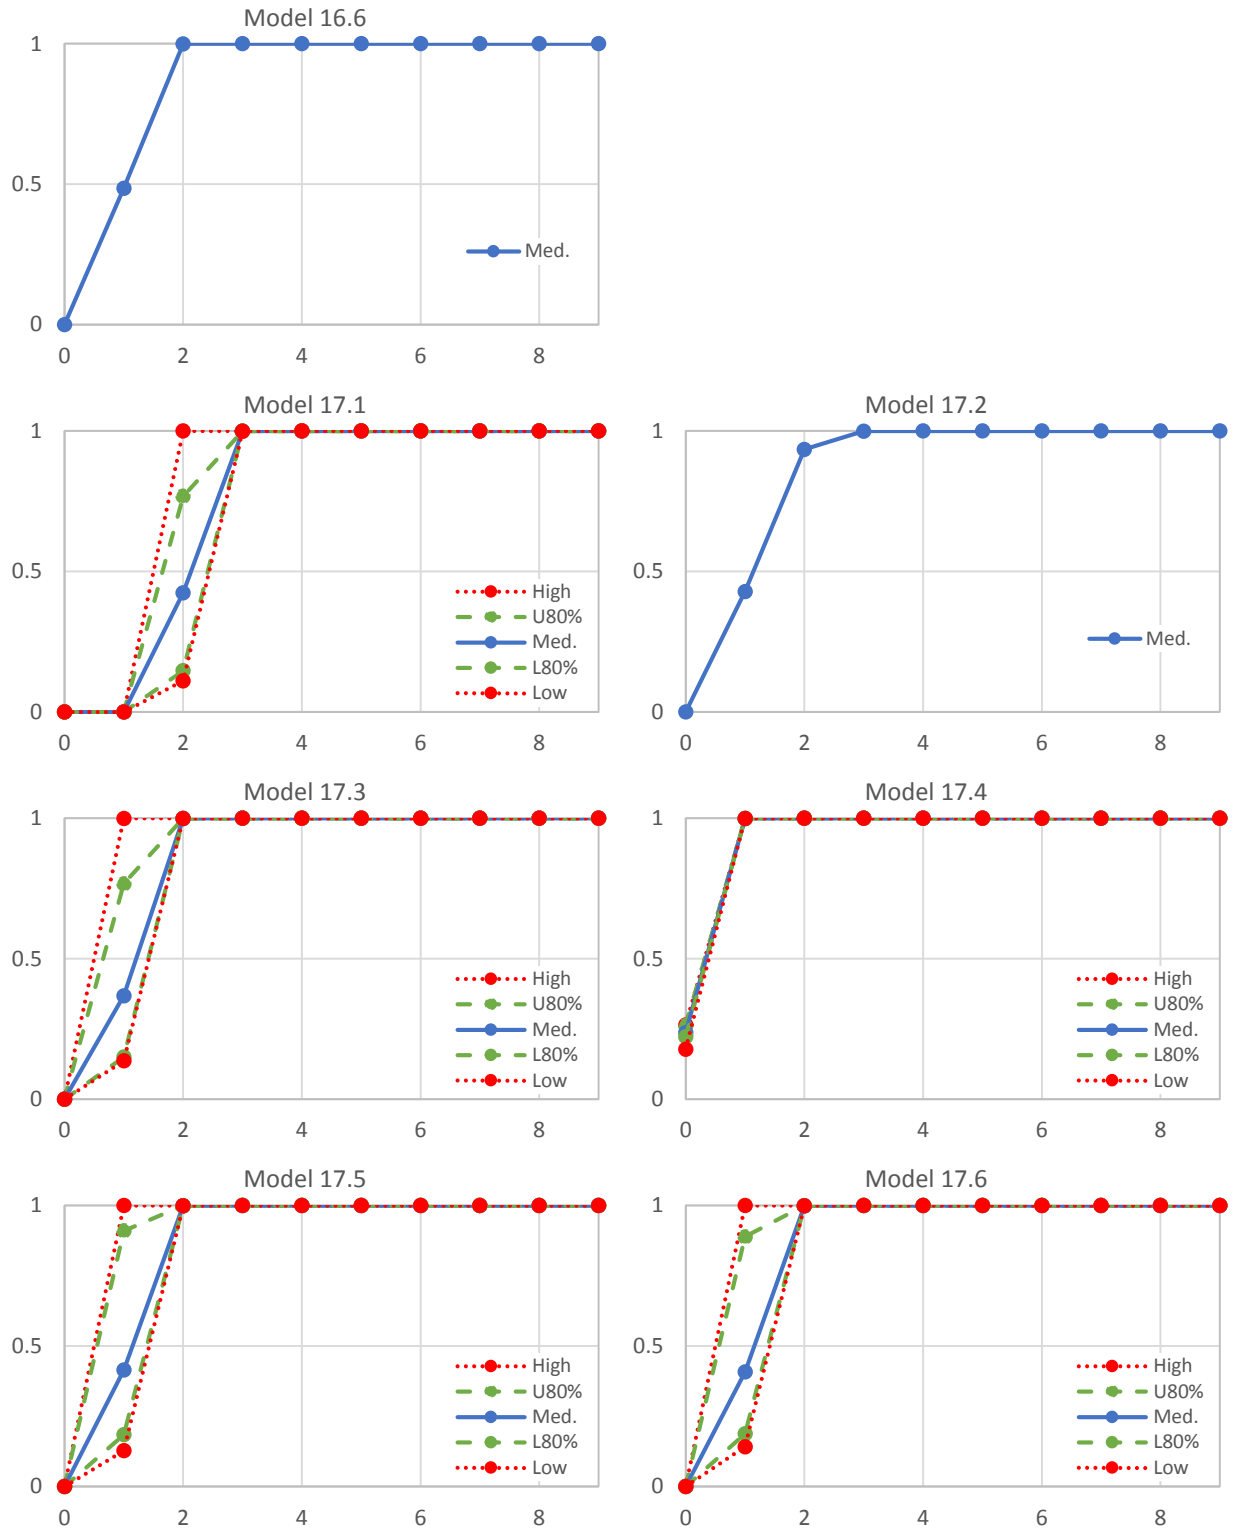 Model 16.6
1
0.5
0
Med.
0 2 4 6 8
Model 17.1
1
0.5
0
High
U80%
Med.
L80%
Low
0 2 4 6 8
Model 17.2
1
0.5
0
Med.
0 2 4 6 8
Model 17.3
1
0.5
0
High
U80%
Med.
L80%
Low
0 2 4 6 8
Model 17.4
1
0.5
0
High
U80%
Med.
L80%
Low
0 2 4 6 8
Model 17.5
1
0.5
0
High
U80%
Med.
L80%
Low
0 2 4 6 8
Model 17.6
1
0.5
0
High
U80%
Med.
L80%
Low
0 2 4 6 8